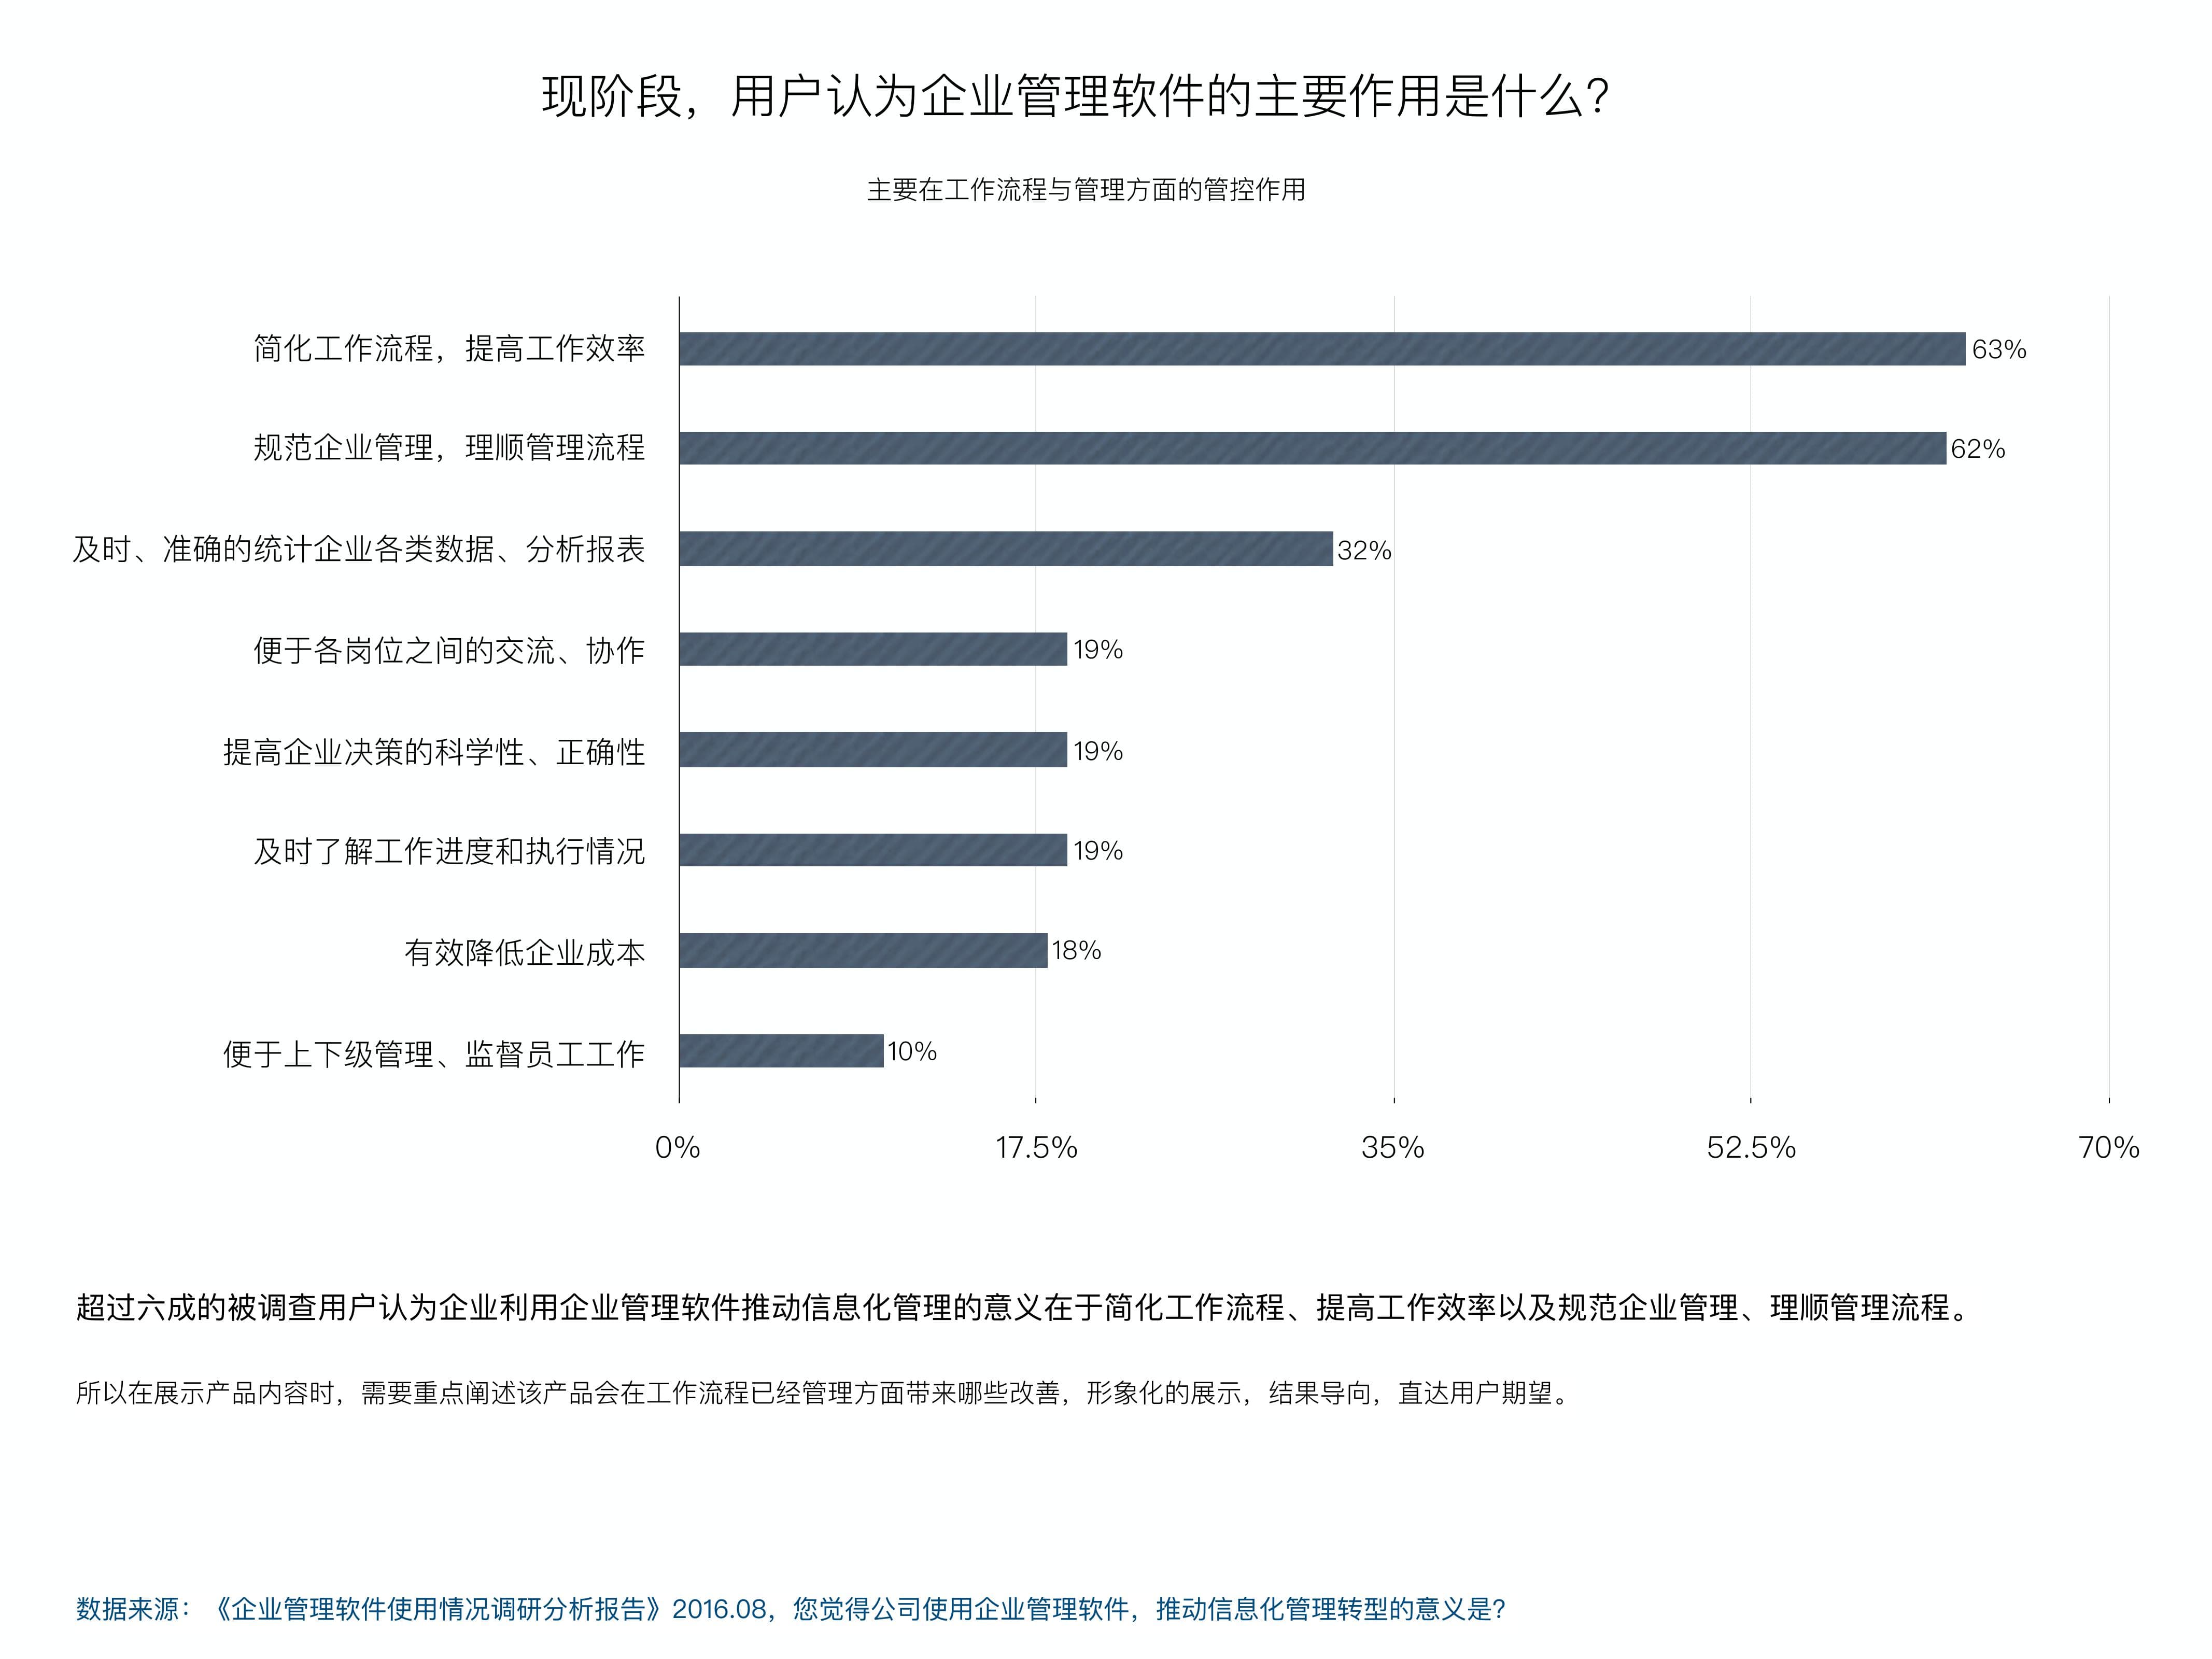 现阶段，用户认为企业管理软件的主要作用是什么？
主要在工作流程与管理方面的管控作用
简化工作流程，提高工作效率
63%
规范企业管理，理顺管理流程
62%
及时、准确的统计企业各类数据、分析报表
32%
便于各岗位之间的交流、协作
19%
提高企业决策的科学性、正确性
19%
及时了解工作进度和执行情况
19%
有效降低企业成本
18%
便于上下级管理、监督员工工作
10%
0%
17.5%
35%
52.5%
70%
超过六成的被调查用户认为企业利用企业管理软件推动信息化管理的意义在于简化工作流程、提高工作效率以及规范企业管理、理顺管理流程。
所以在展示产品内容时，需要重点阐述该产品会在工作流程已经管理方面带来哪些改善，形象化的展示，结果导向，直达用户期望。
数据来源：《企业管理软件使用情况调研分析报告》2016.08，您觉得公司使用企业管理软件，推动信息化管理转型的意义是？